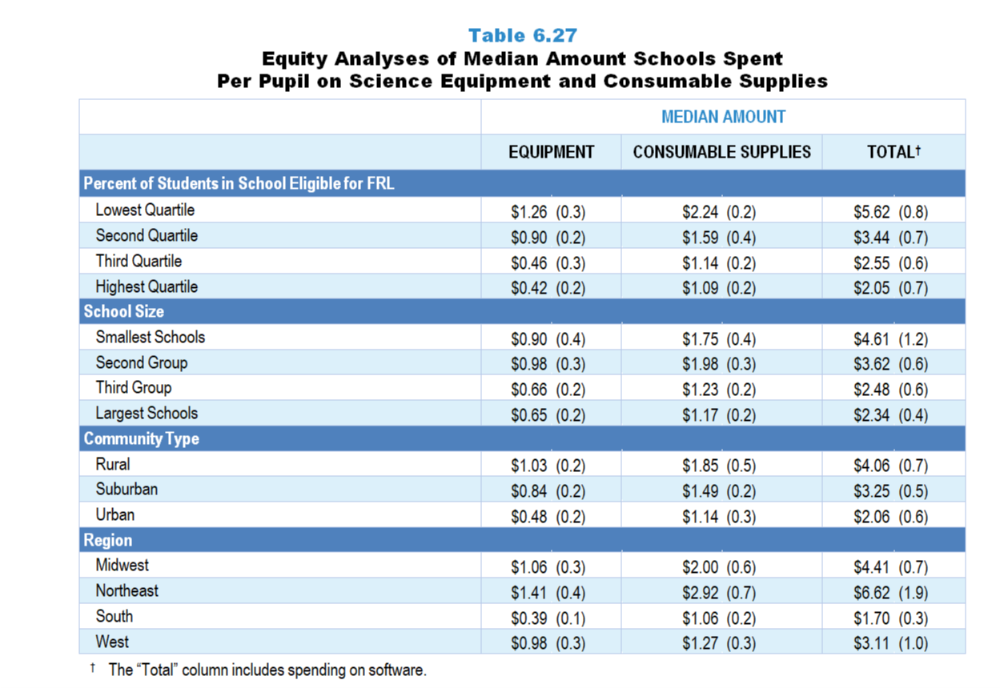 Table 6.27
Equity Analyses of Median Amount Schools Spent
Per Pupil on Science Equipment and Consumable Supplies
MEDIAN AMOUNT
EQUIPMENT CONSUMABLE SUPPLIES TOTAL†
Percent of Students in School Eligible for FRL
Lowest Quartile $1.26 (0.3) $2.24 (0.2) $5.62 (0.8)
Second Quartile $0.90 (0.2) $1.59 (0.4) $3.44 (0.7)
Third Quartile $0.46 (0.3) $1.14 (0.2) $2.55 (0.6)
Highest Quartile $0.42 (0.2) $1.09 (0.2) $2.05 (0.7)
School Size
Smallest Schools $0.90 (0.4) $1.75 (0.4) $4.61 (1.2)
Second Group $0.98 (0.3) $1.98 (0.3) $3.62 (0.6)
Third Group $0.66 (0.2) $1.23 (0.2) $2.48 (0.6)
Largest Schools $0.65 (0.2) $1.17 (0.2) $2.34 (0.4)
Community Type
Rural $1.03 (0.2) $1.85 (0.5) $4.06 (0.7)
Suburban $0.84 (0.2) $1.49 (0.2) $3.25 (0.5)
Urban $0.48 (0.2) $1.14 (0.3) $2.06 (0.6)
Region
Midwest $1.06 (0.3) $2.00 (0.6) $4.41 (0.7)
Northeast $1.41 (0.4) $2.92 (0.7) $6.62 (1.9)
South $0.39 (0.1) $1.06 (0.2) $1.70 (0.3)
West $0.98 (0.3) $1.27 (0.3) $3.11 (1.0)
† The “Total” column includes spending on software.